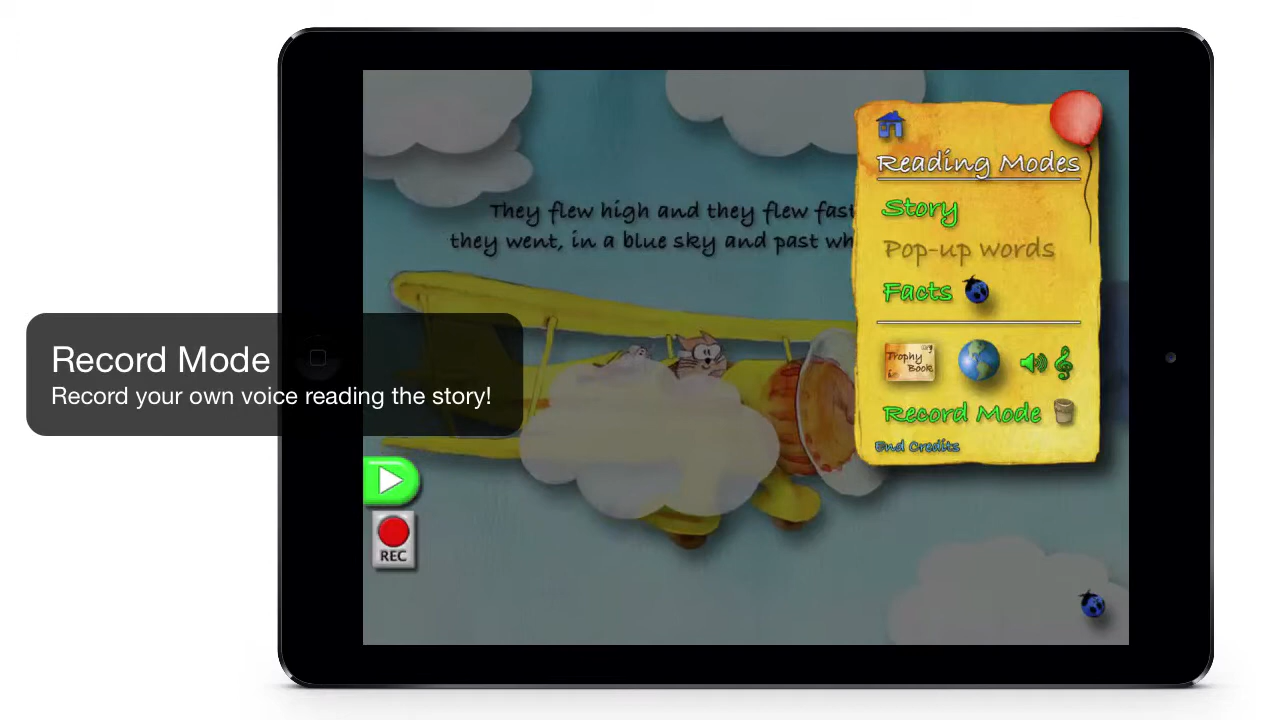 They flew high and they flew fast
they went, in a blue sky and past wh
Reading Modes
Story
Pop-up words
Facts
Trophy
Book
Record Mode
End Credits
Record Mode
Record your own voice reading the story!
REC